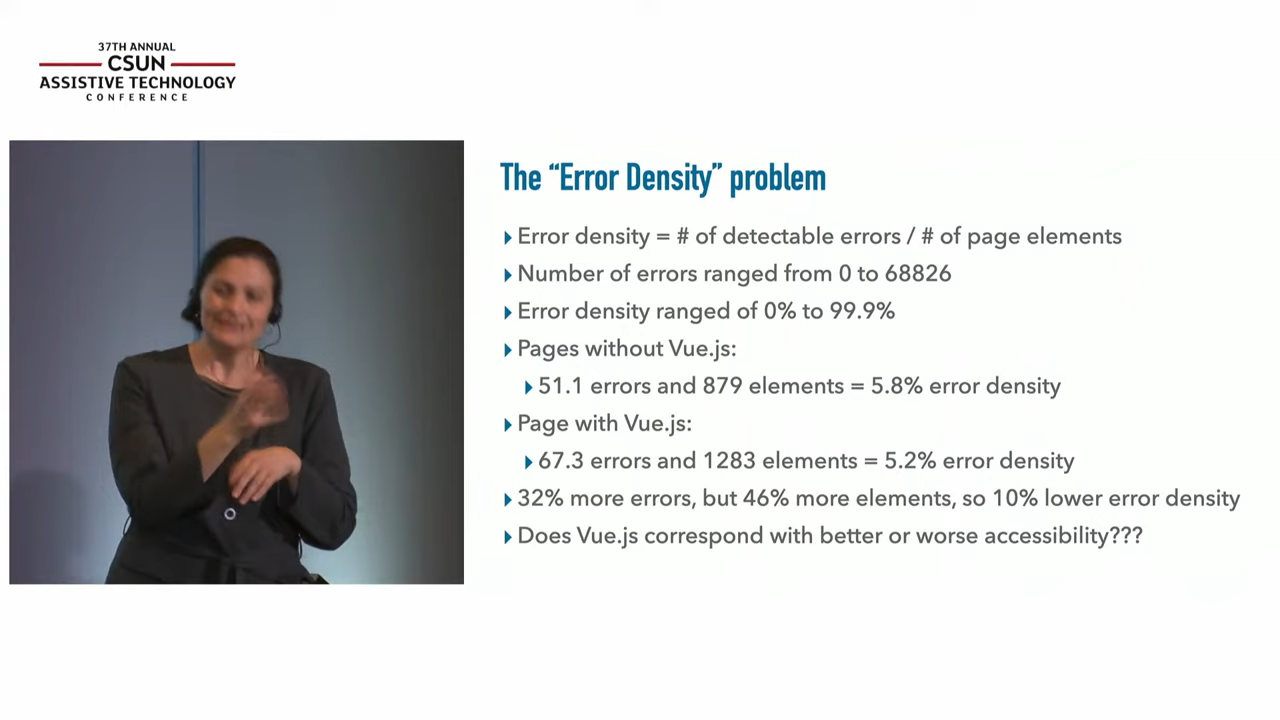 37TH ANNUAL
CSUN
ASSISTIVE TECHNOLOGY
CONFERENCE
The “Error Density” problem
Error density = # of detectable errors / # of page elements
Number of errors ranged from 0 to 68826
Error density ranged of 0% to 99.9%
Pages without Vue.js:
51.1 errors and 879 elements = 5.8% error density
Page with Vue.js:
67.3 errors and 1283 elements = 5.2% error density
32% more errors, but 46% more elements, so 10% lower error density
Does Vue.js correspond with better or worse accessibility???